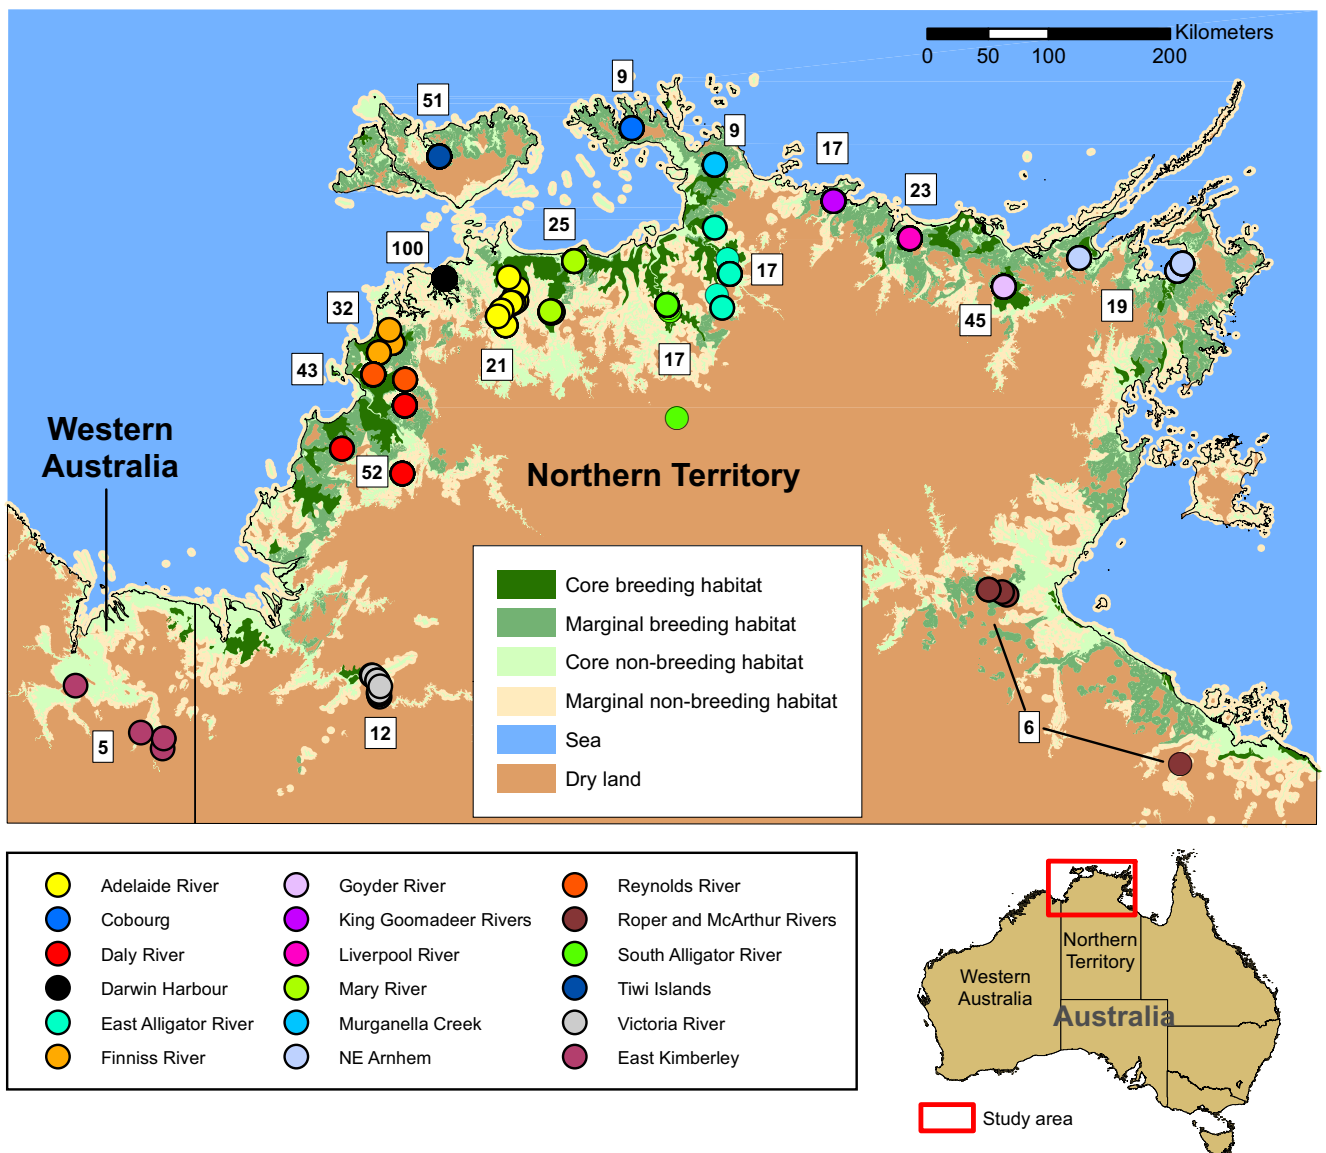 Kilometers
0 50 100 200
9
51
9
17
23
25
100
17
32
19
45
43
21
17
Western
Australia
52
Northern Territory
Core breeding habitat
Marginal breeding habitat
Core non-breeding habitat
Marginal non-breeding habitat
Sea
Dry land
6
12
5
Adelaide River
Cobourg
Daly River
Darwin Harbour
East Alligator River
Finniss River
Goyder River
King Goomadeer Rivers
Liverpool River
Mary River
Murganella Creek
NE Arnhem
Reynolds River
Roper and McArthur Rivers
South Alligator River
Tiwi Islands
Victoria River
East Kimberley
Northern
Territory
Western
Australia
Australia
Study area